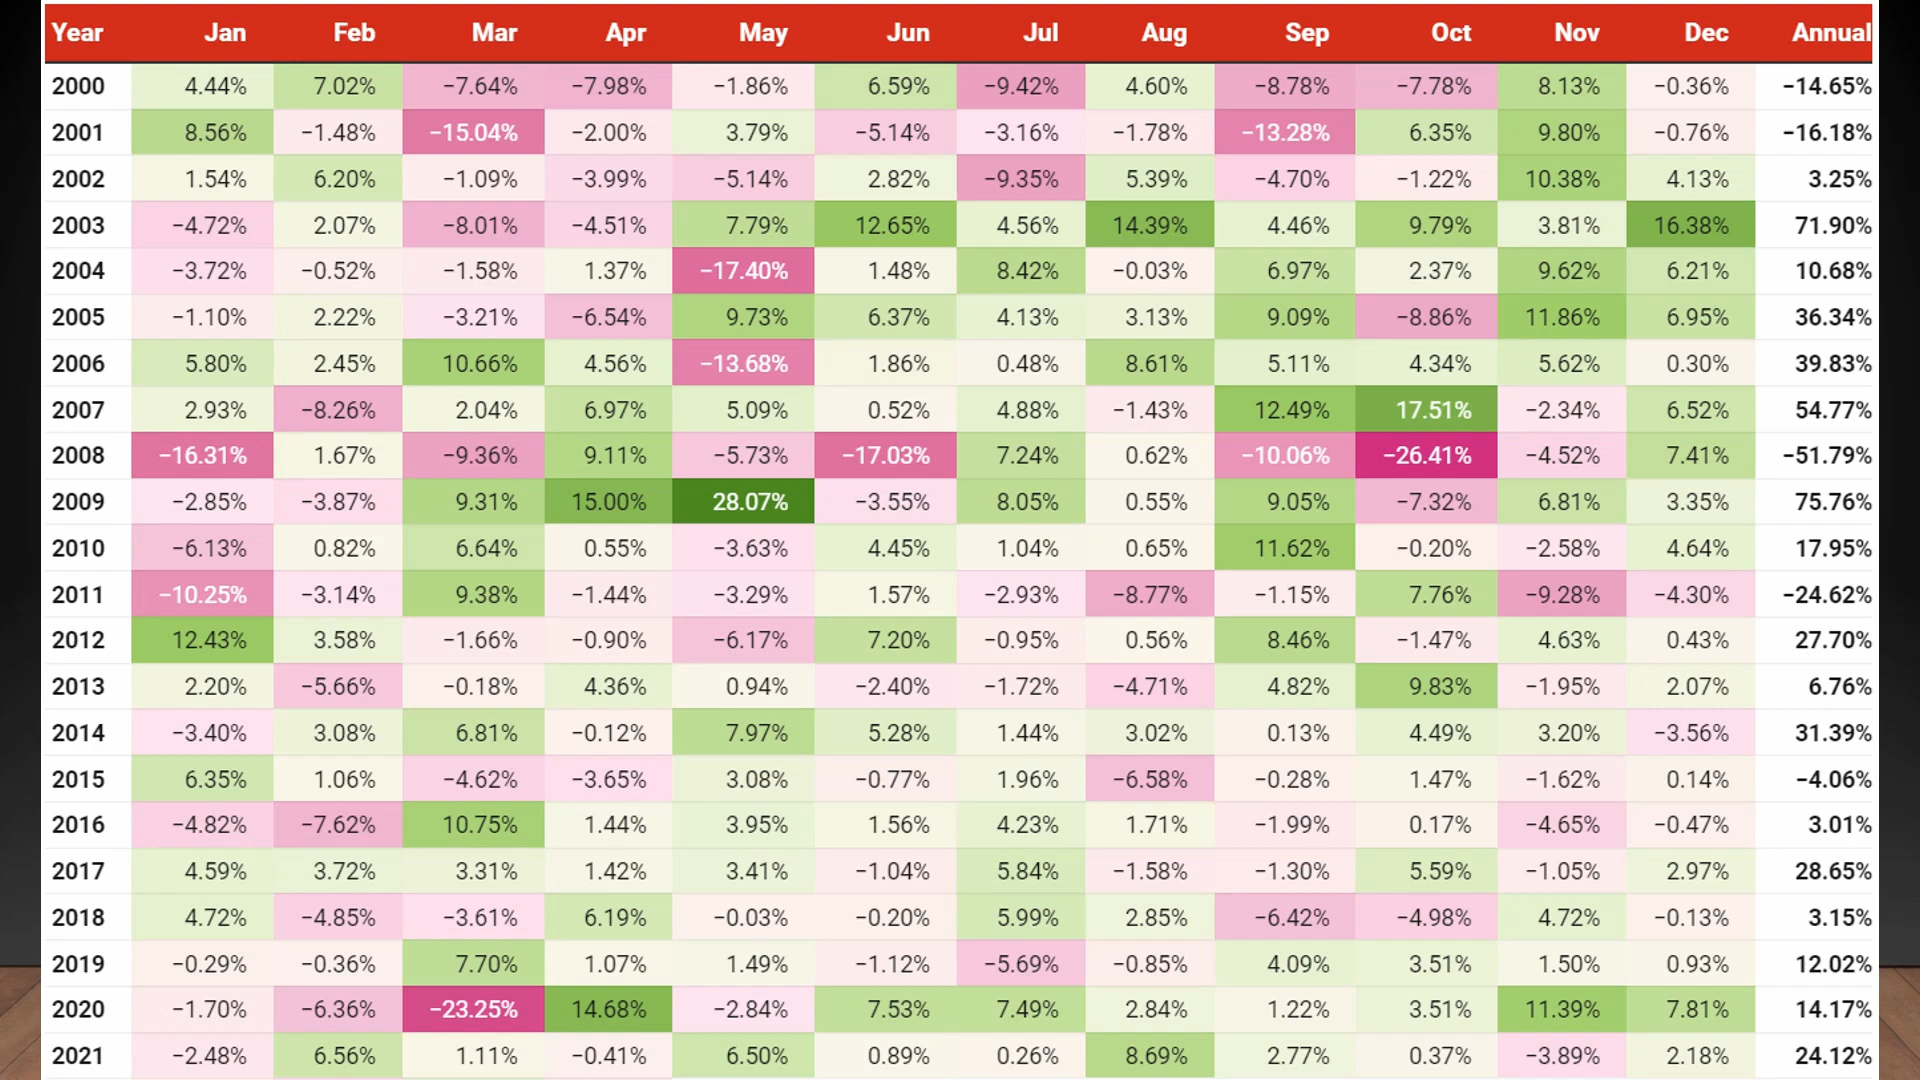 Year Jan Feb Mar Apr May Jun Jul Aug Sep Oct Nov Dec Annual
2000 4.44% 7.02% −7.64% −7.98% −1.86% 6.59% −9.42% 4.60% −8.78% −7.78% 8.13% −0.36% −14.65%
2001 8.56% −1.48% −15.04% −2.00% 3.79% −5.14% −3.16% −1.78% −13.28% 6.35% 9.80% −0.76% −16.18%
2002 1.54% 6.20% −1.09% −3.99% −5.14% 2.82% −9.35% 5.39% −4.70% −1.22% 10.38% 4.13% 3.25%
2003 −4.72% 2.07% −8.01% −4.51% 7.79% 12.65% 4.56% 14.39% 4.46% 9.79% 3.81% 16.38% 71.90%
2004 −3.72% −0.52% −1.58% 1.37% −17.40% 1.48% 8.42% −0.03% 6.97% 2.37% 9.62% 6.21% 10.68%
2005 −1.10% 2.22% −3.21% −6.54% 9.73% 6.37% 4.13% 3.13% 9.09% −8.86% 11.86% 6.95% 36.34%
2006 5.80% 2.45% 10.66% 4.56% −13.68% 1.86% 0.48% 8.61% 5.11% 4.34% 5.62% 0.30% 39.83%
2007 2.93% −8.26% 2.04% 6.97% 5.09% 0.52% 4.88% −1.43% 12.49% 17.51% −2.34% 6.52% 54.77%
2008 −16.31% 1.67% −9.36% 9.11% −5.73% −17.03% 7.24% 0.62% −10.06% −26.41% −4.52% 7.41% −51.79%
2009 −2.85% −3.87% 9.31% 15.00% 28.07% −3.55% 8.05% 0.55% 9.05% −7.32% 6.81% 3.35% 75.76%
2010 −6.13% 0.82% 6.64% 0.55% −3.63% 4.45% 1.04% 0.65% 11.62% −0.20% −2.58% 4.64% 17.95%
2011 −10.25% −3.14% 9.38% −1.44% −3.29% 1.57% −2.93% −8.77% −1.15% 7.76% −9.28% −4.30% −24.62%
2012 12.43% 3.58% −1.66% −0.90% −6.17% 7.20% −0.95% 0.56% 8.46% −1.47% 4.63% 0.43% 27.70%
2013 2.20% −5.66% −0.18% 4.36% 0.94% −2.40% −1.72% −4.71% 4.82% 9.83% −1.95% 2.07% 6.76%
2014 −3.40% 3.08% 6.81% −0.12% 7.97% 5.28% 1.44% 3.02% 0.13% 4.49% 3.20% −3.56% 31.39%
2015 6.35% 1.06% −4.62% −3.65% 3.08% −0.77% 1.96% −6.58% −0.28% 1.47% −1.62% 0.14% −4.06%
2016 −4.82% −7.62% 10.75% 1.44% 3.95% 1.56% 4.23% 1.71% −1.99% 0.17% −4.65% −0.47% 3.01%
2017 4.59% 3.72% 3.31% 1.42% 3.41% −1.04% 5.84% −1.58% −1.30% 5.59% −1.05% 2.97% 28.65%
2018 4.72% −4.85% −3.61% 6.19% −0.03% −0.20% 5.99% 2.85% −6.42% −4.98% 4.72% −0.13% 3.15%
2019 −0.29% −0.36% 7.70% 1.07% 1.49% −1.12% −5.69% −0.85% 4.09% 3.51% 1.50% 0.93% 12.02%
2020 −1.70% −6.36% −23.25% 14.68% −2.84% 7.53% 7.49% 2.84% 1.22% 3.51% 11.39% 7.81% 14.17%
2021 −2.48% 6.56% 1.11% −0.41% 6.50% 0.89% 0.26% 8.69% 2.77% 0.37% −3.89% 2.18% 24.12%